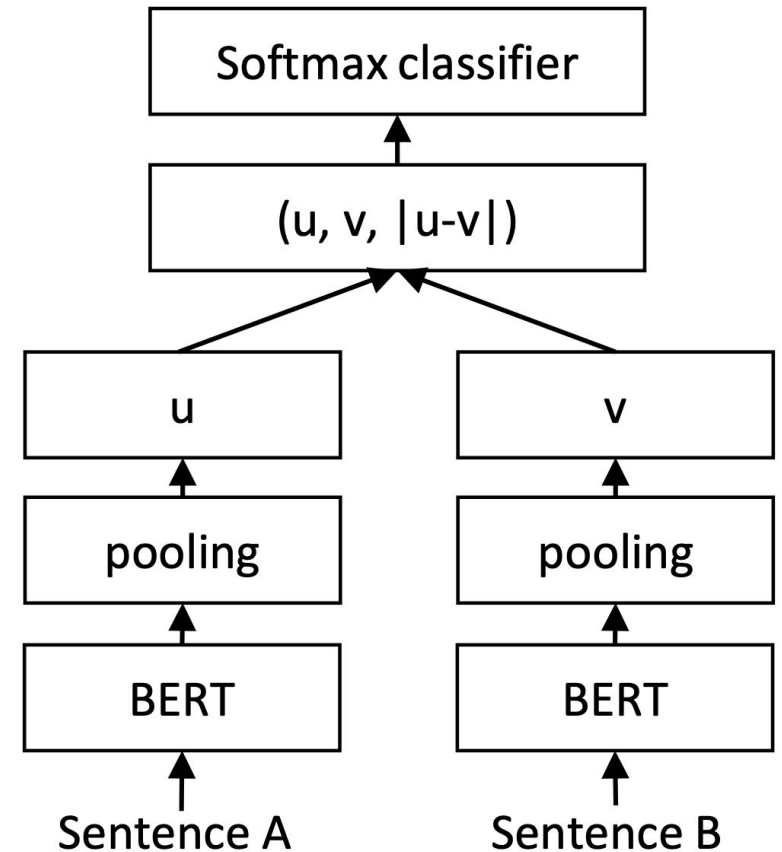 Softmax classifier
(u, v, |u-v|)
u
v
pooling
pooling
BERT
BERT
Sentence A
Sentence B